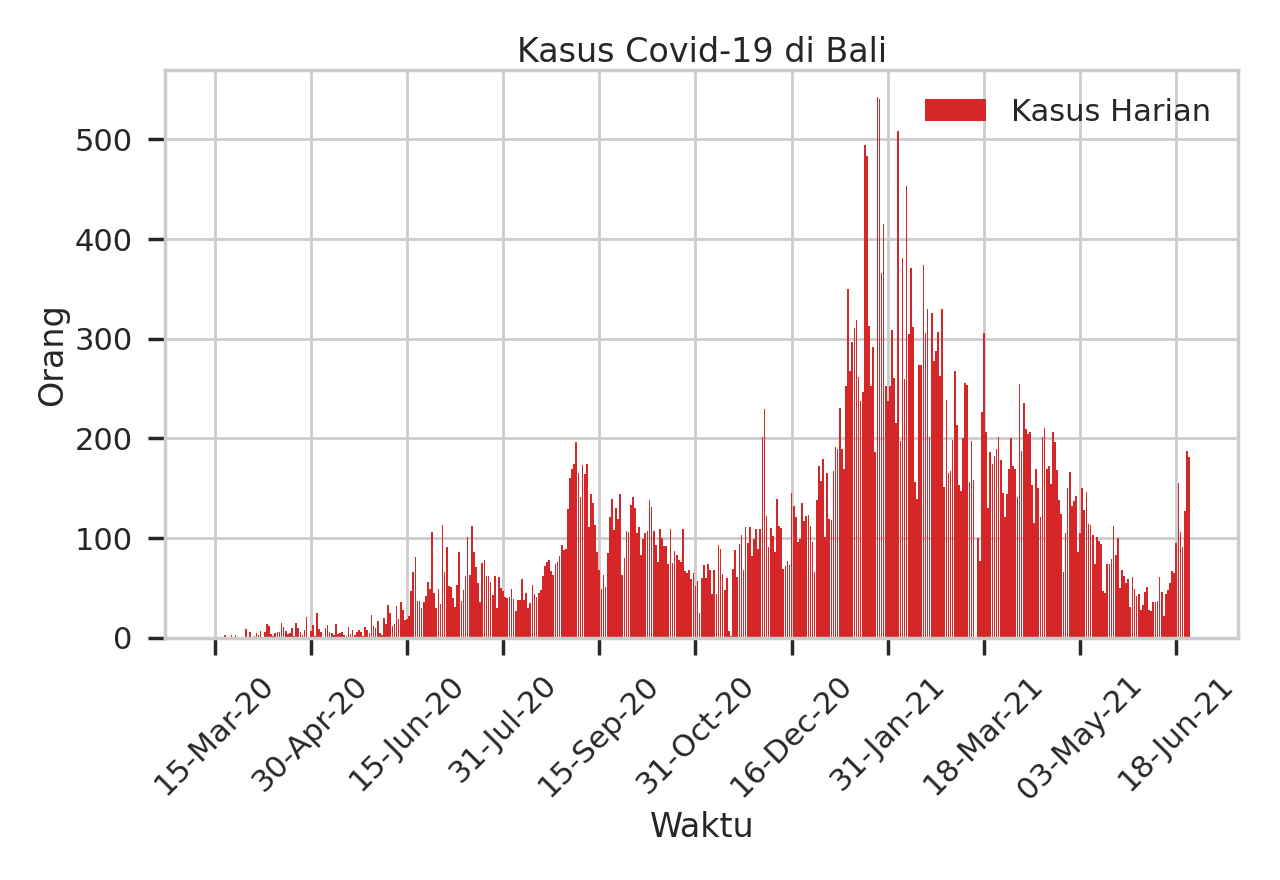 Kasus Covid-19 di Bali
Kasus Harian
Orang
500
400
300
200
100
0
15-Mar-20
30-Apr-20
15-Jun-20
31-Jul-20
15-Sep-20
31-Oct-20
16-Dec-20
31-Jan-21
18-Mar-21
03-May-21
18-Jun-21
Waktu